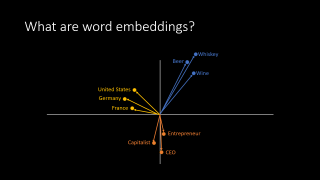 What are word embeddings?
Whiskey
Beer
Wine
United States
Germany
France
Entrepreneur
Capitalist
CEO